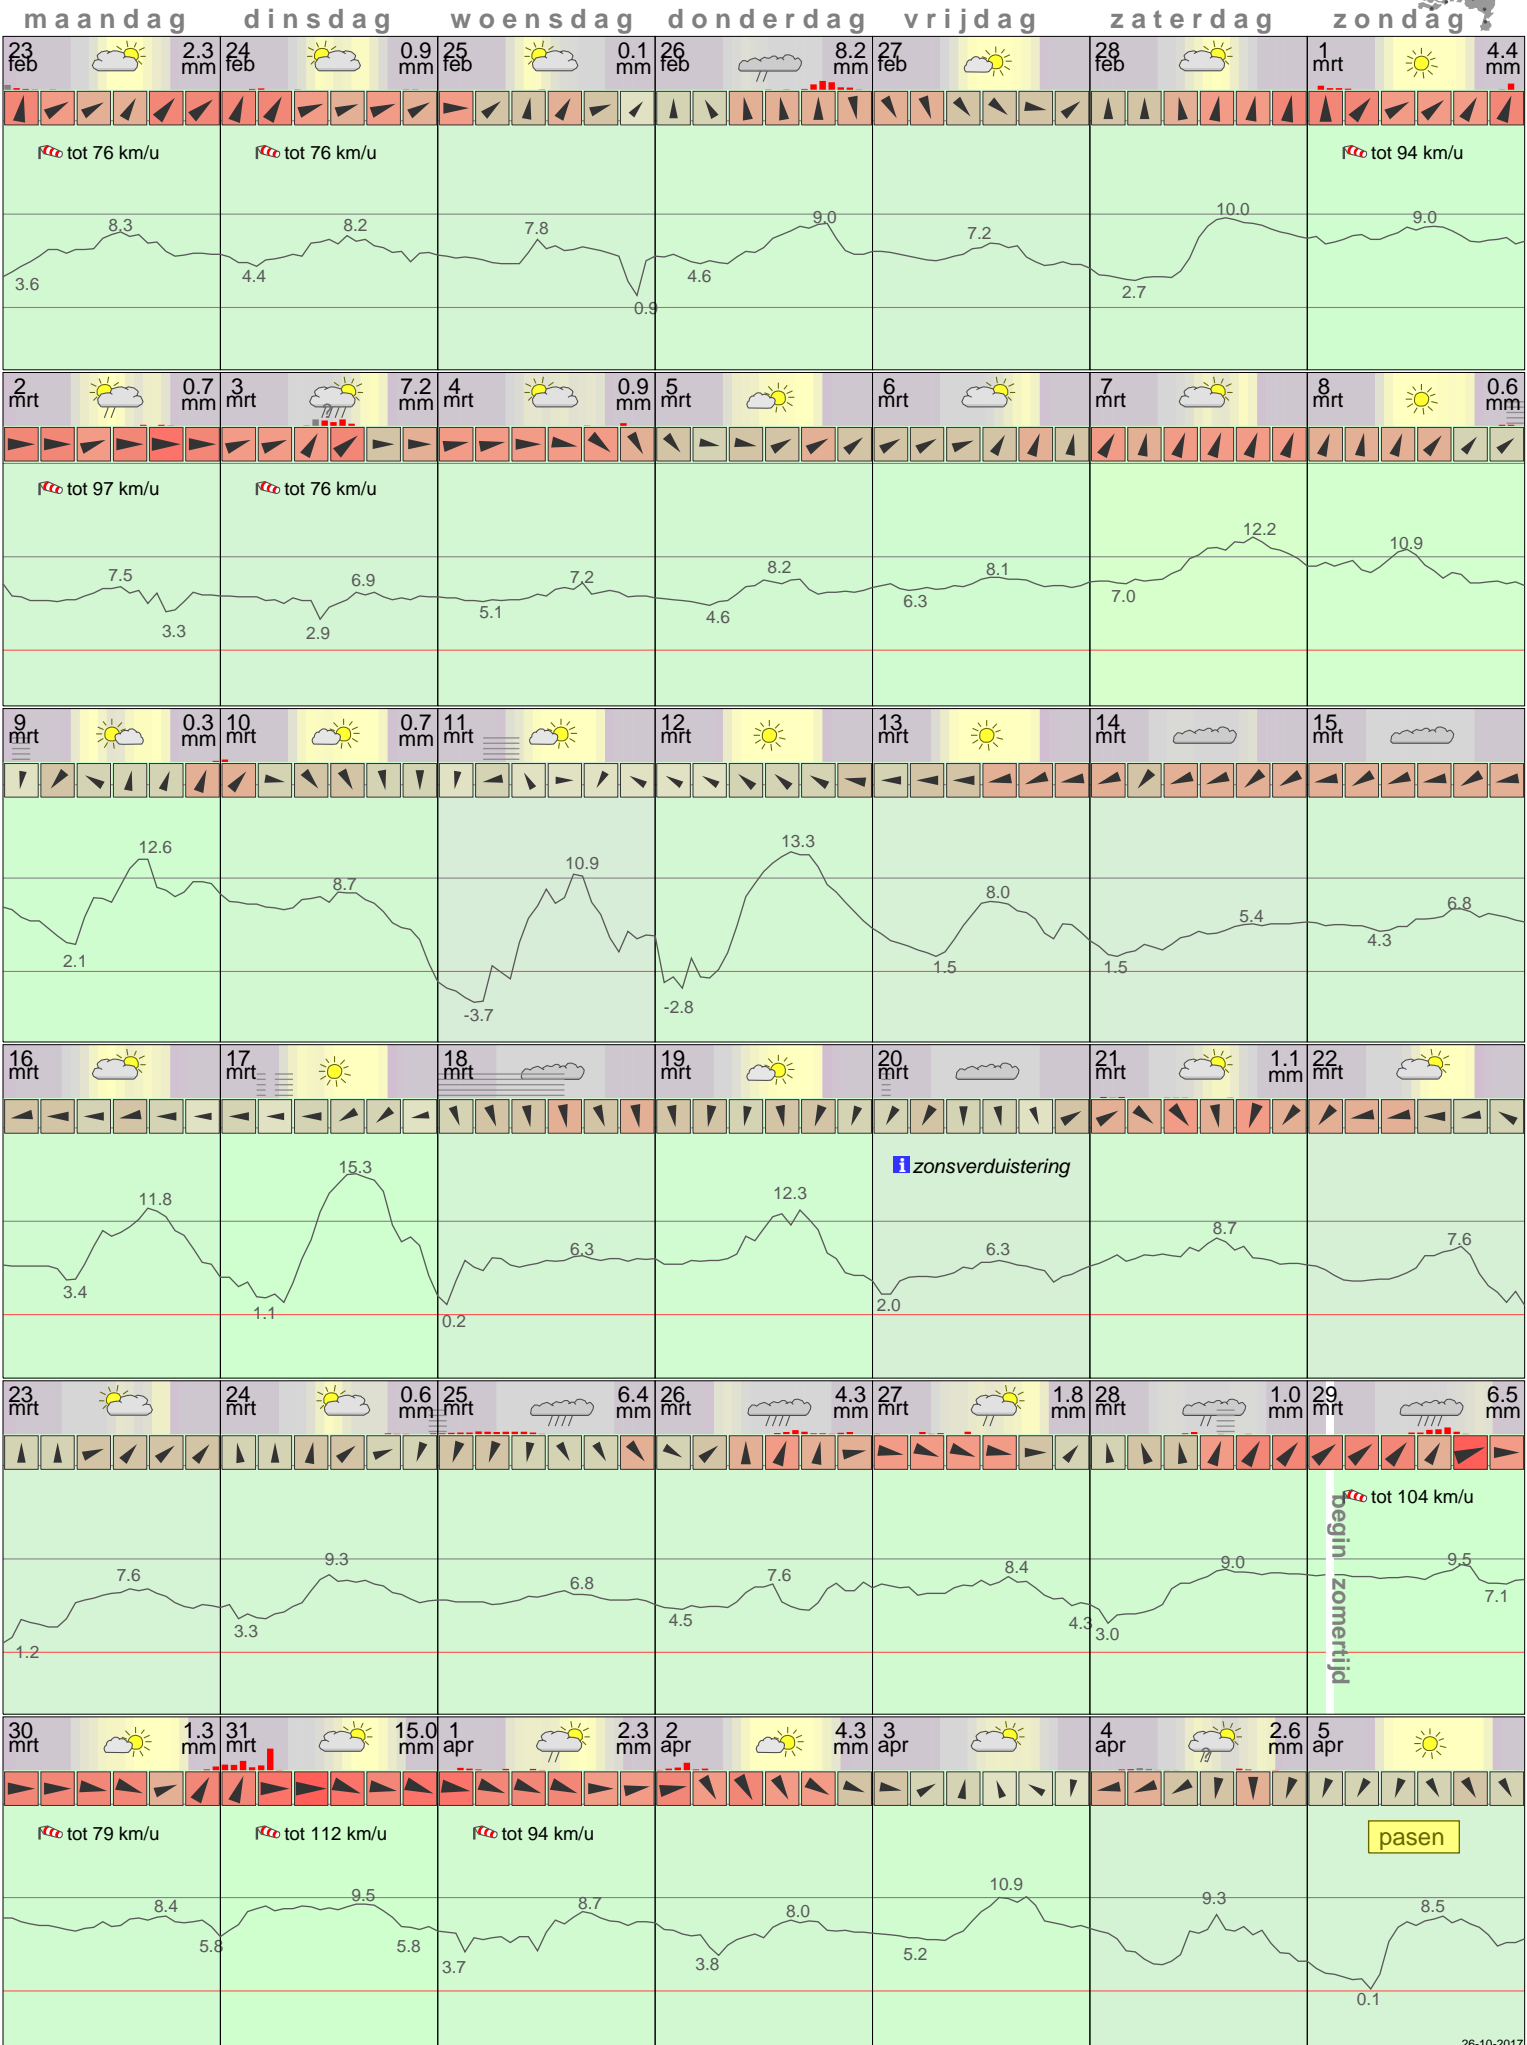 maandag dinsdag woensdag donderdag vrijdag zaterdag zondag
23 feb 2.3 mm 24 feb 0.9 mm 25 feb 0.1 mm 26 feb 8.2 mm 27 feb 28 feb 1 mrt 4.4 mm
tot 76 km/u tot 76 km/u tot 94 km/u
8.3 8.2 7.8 9.0 7.2 10.0 9.0
3.6 4.4 0.9 4.6 2.7
2 mrt 0.7 mm 3 mrt 7.2 mm 4 mrt 0.9 mm 5 mrt 6 mrt 7 mrt 8 mrt 0.6 mm
tot 97 km/u tot 76 km/u
7.5 6.9 7.2 8.2 8.1 12.2 10.9
3.3 2.9 5.1 4.6 6.3 7.0
9 mrt 0.3 mm 10 mrt 0.7 mm 11 mrt 12 mrt 13 mrt 14 mrt 15 mrt
12.6 8.7 10.9 13.3 8.0 5.4 6.8
2.1 -3.7 -2.8 1.5 1.5 4.3
16 mrt 17 mrt 18 mrt 19 mrt 20 mrt 21 mrt 1.1 mm 22 mrt
i zonsverduistering
11.8 15.3 6.3 12.3 6.3 8.7 7.6
3.4 1.1 0.2 2.0
23 mrt 24 mrt 0.6 mm 25 mrt 6.4 mm 26 mrt 4.3 mm 27 mrt 1.8 mm 28 mrt 1.0 mm 29 mrt 6.5 mm
tot 104 km/u
begin zomertijd
7.6 9.3 6.8 7.6 8.4 9.0 9.5
1.2 3.3 4.5 4.3 3.0 7.1
30 mrt 1.3 mm 31 mrt 15.0 mm 1 apr 2.3 mm 2 apr 4.3 mm 3 apr 4 apr 2.6 mm 5 apr
tot 79 km/u tot 112 km/u tot 94 km/u pasen
8.4 9.5 8.7 8.0 10.9 9.3 8.5
5.8 5.8 3.7 3.8 5.2 0.1
26-10-2017